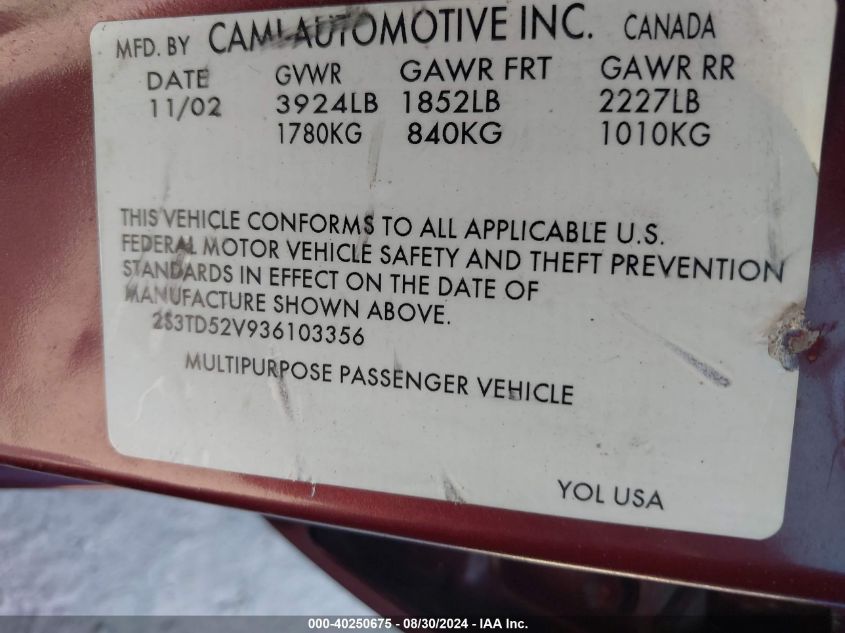 MFD. BY CAMI AUTOMOTIVE INC. CANADA
DATE GVWR GAWR FRT GAWR RR
11/02 3924LB 1852LB 2227LB
1780KG 840KG 1010KG
THIS VEHICLE CONFORMS TO ALL APPLICABLE U.S.
FEDERAL MOTOR VEHICLE SAFETY AND THEFT PREVENTION
STANDARDS IN EFFECT ON THE DATE OF
MANUFACTURE SHOWN ABOVE.
2S3TD52V936103356
MULTIPURPOSE PASSENGER VEHICLE
YOL USA
000-40250675 - 08/30/2024 - IAA Inc.